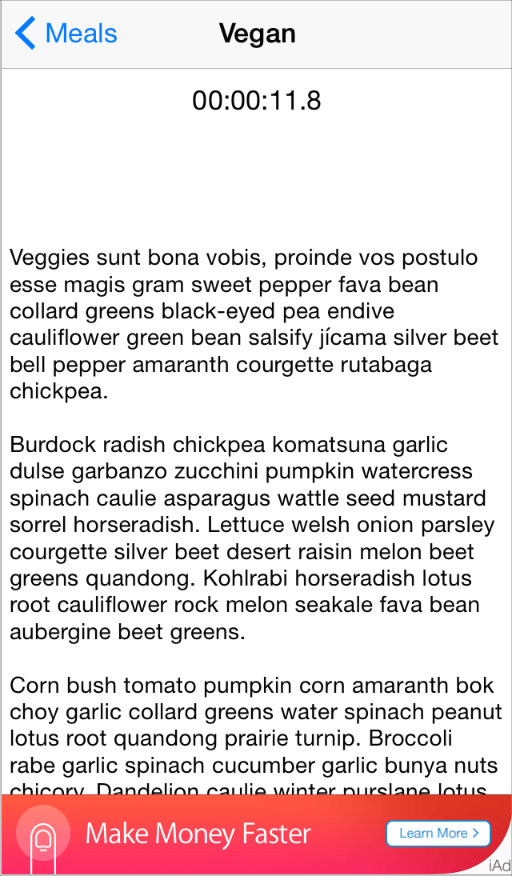 Meals
Vegan
00:00:11.8
Veggies sunt bona vobis, proinde vos postulo
esse magis gram sweet pepper fava bean
collard greens black-eyed pea endive
cauliflower green bean salsify jícama silver beet
bell pepper amaranth courgette rutabaga
chickpea.
Burdock radish chickpea komatsuna garlic
dulse garbanzo zucchini pumpkin watercress
spinach caulie asparagus wattle seed mustard
sorrel horseradish. Lettuce welsh onion parsley
courgette silver beet desert raisin melon beet
greens quandong. Kohlrabi horseradish lotus
root cauliflower rock melon seakale fava bean
aubergine beet greens.
Corn bush tomato pumpkin corn amaranth bok
choy garlic collard greens water spinach peanut
lotus root quandong prairie turnip. Broccoli
rabe garlic spinach cucumber garlic bunya nuts
chicory. Dandelion caulie winter purslane lotus
Make Money Faster
Learn More >
iAd